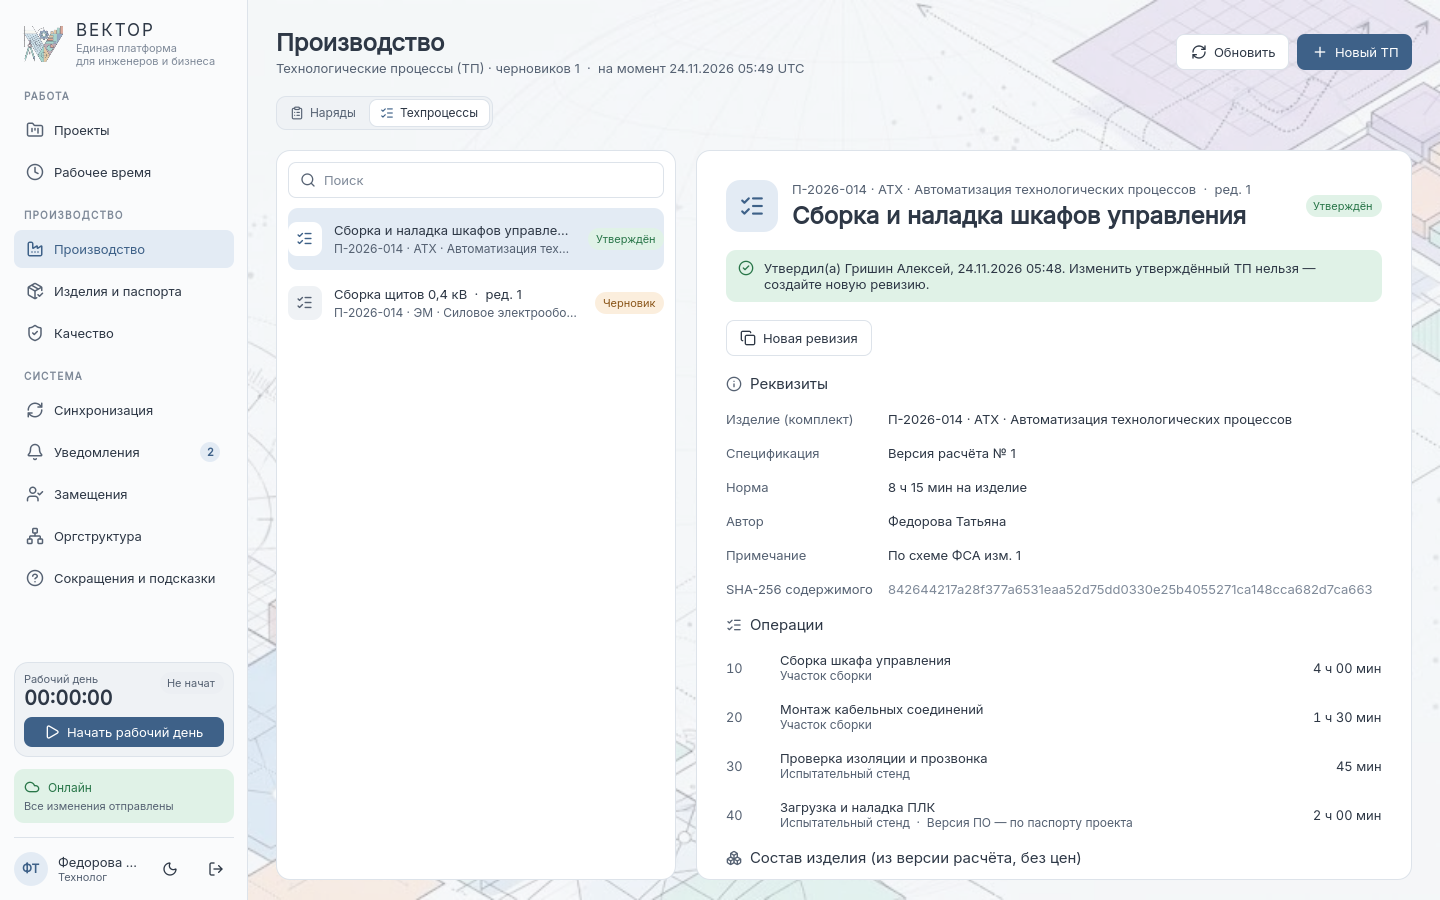 ВЕКТОР
Единая платформа
для инженеров и бизнеса
РАБОТА
Проекты
Рабочее время
ПРОИЗВОДСТВО
Производство
Изделия и паспорта
Качество
СИСТЕМА
Синхронизация
Уведомления
2
Замещения
Оргструктура
Сокращения и подсказки
Рабочий день
Не начат
00:00:00
Начать рабочий день
Онлайн
Все изменения отправлены
ФТ
Федорова ...
Технолог
Производство
Технологические процессы (ТП) · черновиков 1 · на момент 24.11.2026 05:49 UTC
Обновить
Новый ТП
Наряды
Техпроцессы
Поиск
Сборка и наладка шкафов управле...
П-2026-014 · АТХ · Автоматизация тех...
Утверждён
Сборка щитов 0,4 кВ · ред. 1
П-2026-014 · ЭМ · Силовое электрообо...
Черновик
П-2026-014 · АТХ · Автоматизация технологических процессов · ред. 1
Сборка и наладка шкафов управления
Утверждён
Утвердил(а) Гришин Алексей, 24.11.2026 05:48. Изменить утверждённый ТП нельзя —
создайте новую ревизию.
Новая ревизия
Реквизиты
Изделие (комплект) П-2026-014 · АТХ · Автоматизация технологических процессов
Спецификация Версия расчёта № 1
Норма 8 ч 15 мин на изделие
Автор Федорова Татьяна
Примечание По схеме ФСА изм. 1
SHA-256 содержимого 842644217a28f377a6531eaa52d75dd0330e25b4055271ca148cca682d7ca663
Операции
10 Сборка шкафа управления 4 ч 00 мин
Участок сборки
20 Монтаж кабельных соединений 1 ч 30 мин
Участок сборки
30 Проверка изоляции и прозвонка 45 мин
Испытательный стенд
40 Загрузка и наладка ПЛК 2 ч 00 мин
Испытательный стенд · Версия ПО — по паспорту проекта
Состав изделия (из версии расчёта, без цен)